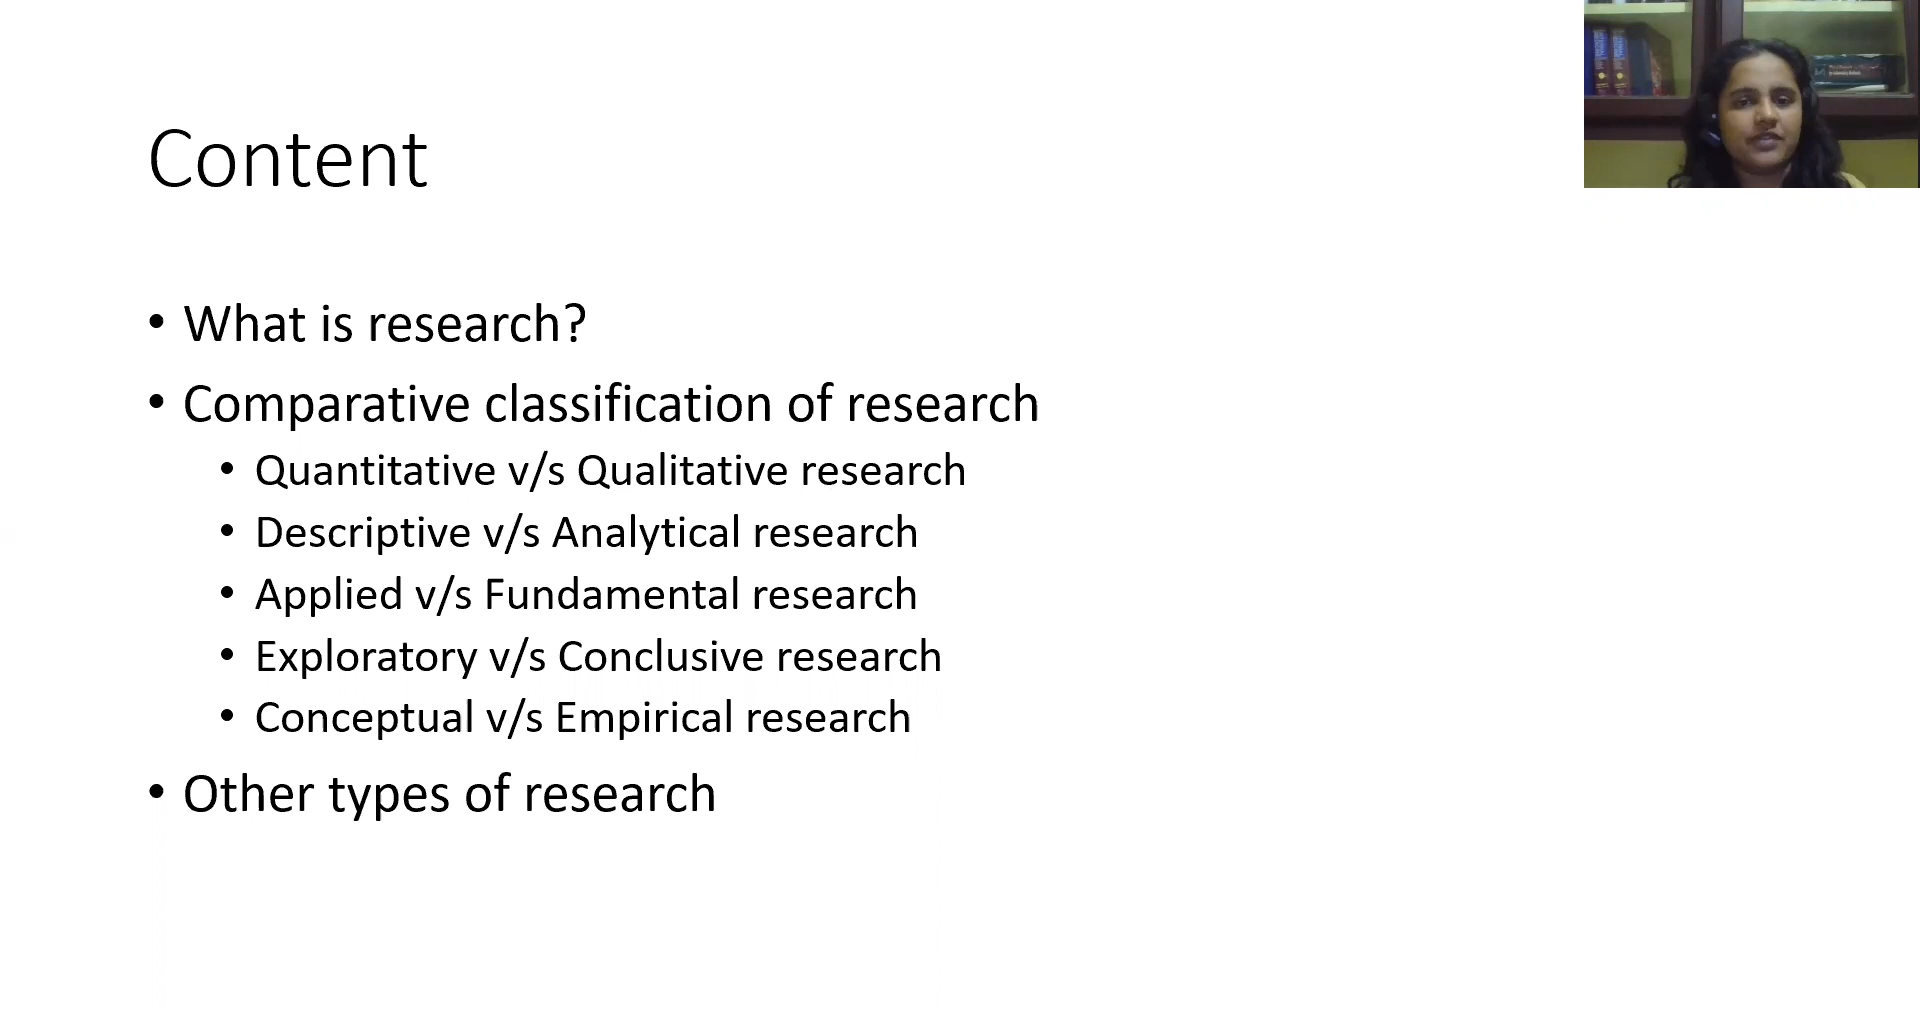 Content
• What is research?
• Comparative classification of research
• Quantitative v/s Qualitative research
• Descriptive v/s Analytical research
• Applied v/s Fundamental research
• Exploratory v/s Conclusive research
• Conceptual v/s Empirical research
• Other types of research